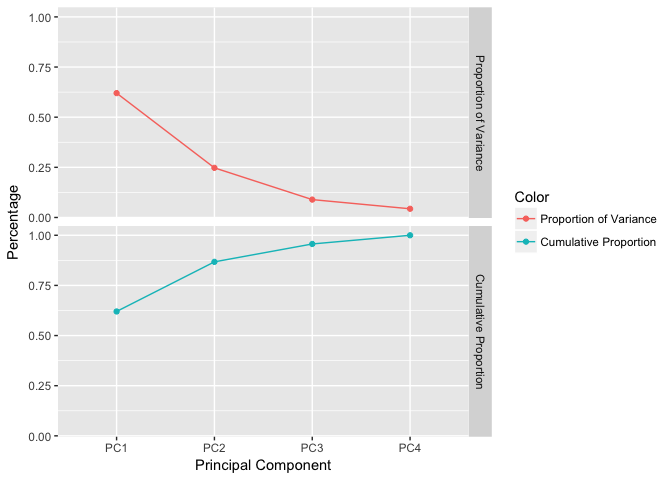 1.00
0.75
0.50
0.25
0.00
Proportion of Variance
1.00
0.75
0.50
0.25
0.00
Cumulative Proportion
Percentage
PC1 PC2 PC3 PC4
Principal Component
Color
Proportion of Variance
Cumulative Proportion